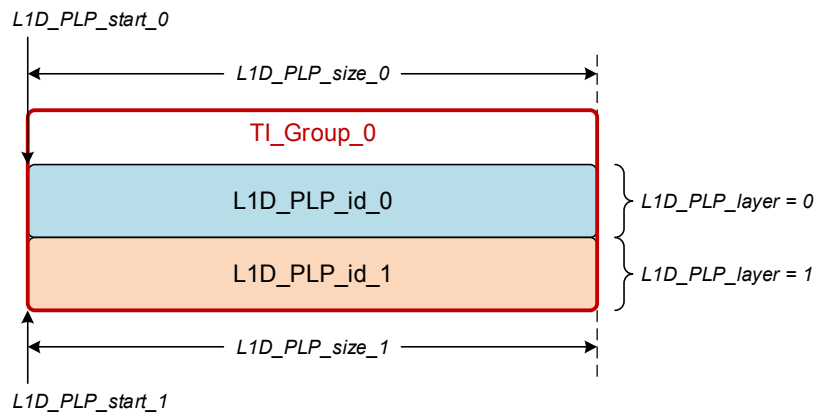 L1D_PLP_start_0
L1D_PLP_size_0
TI_Group_0
L1D_PLP_id_0
L1D_PLP_layer = 0
L1D_PLP_id_1
L1D_PLP_layer = 1
L1D_PLP_size_1
L1D_PLP_start_1